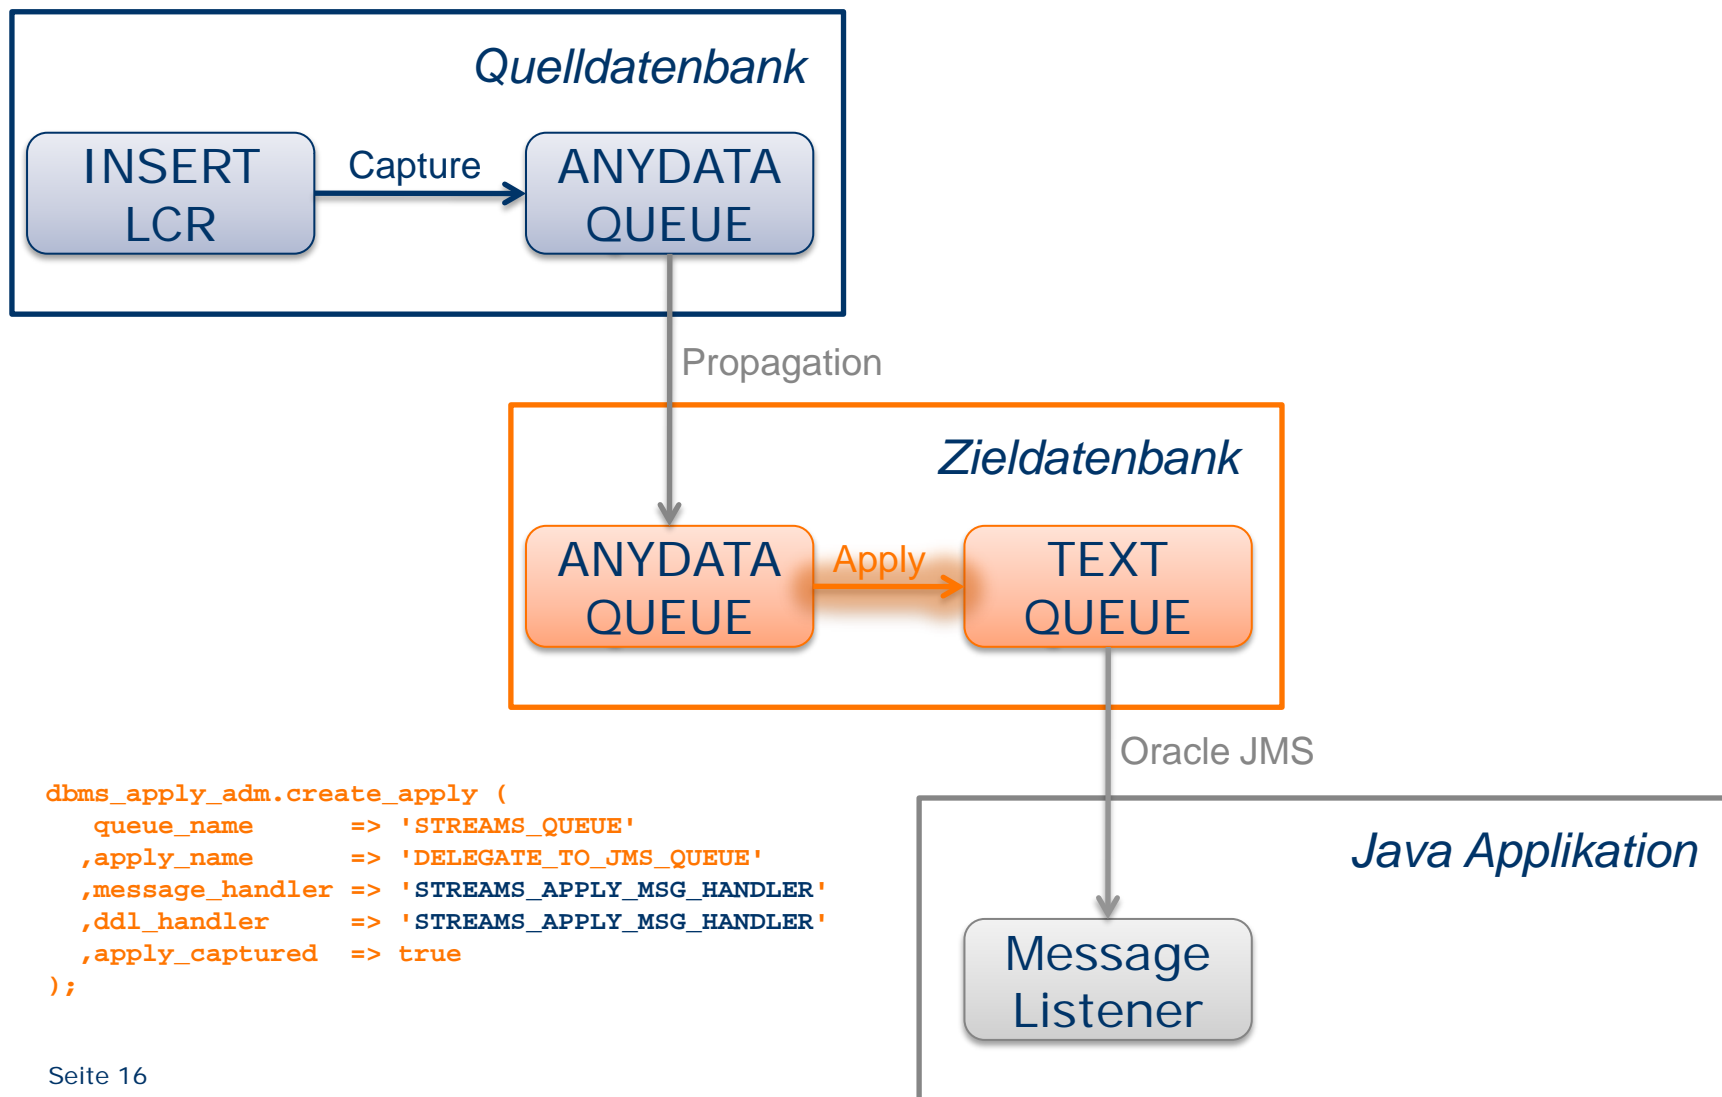 Quelldatenbank
INSERT
LCR
Capture
ANYDATA
QUEUE
Propagation
Zieldatenbank
ANYDATA
QUEUE
Apply
TEXT
QUEUE
Oracle JMS
Java Applikation
Message
Listener
dbms_apply_adm.create_apply (
queue_name => 'STREAMS_QUEUE'
,apply_name => 'DELEGATE_TO_JMS_QUEUE'
,message_handler => 'STREAMS_APPLY_MSG_HANDLER'
,ddl_handler => 'STREAMS_APPLY_MSG_HANDLER'
,apply_captured => true
);
Seite 16